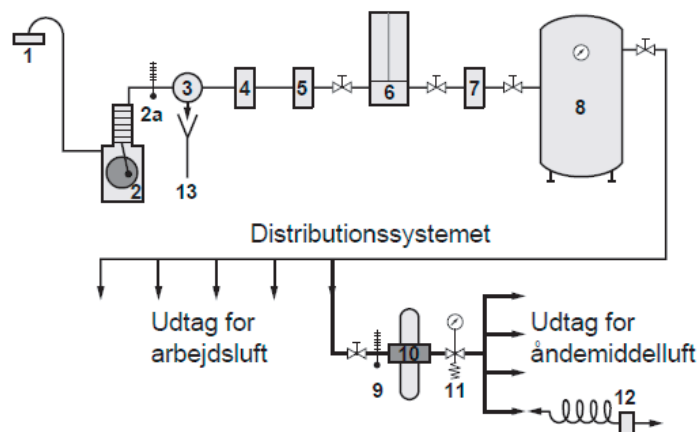 1
2a
2
3
4
5
6
7
8
13
Distributionssystemet
Udtag for
arbejdsluft
9
10
11
Udtag for
åndemiddelluft
12